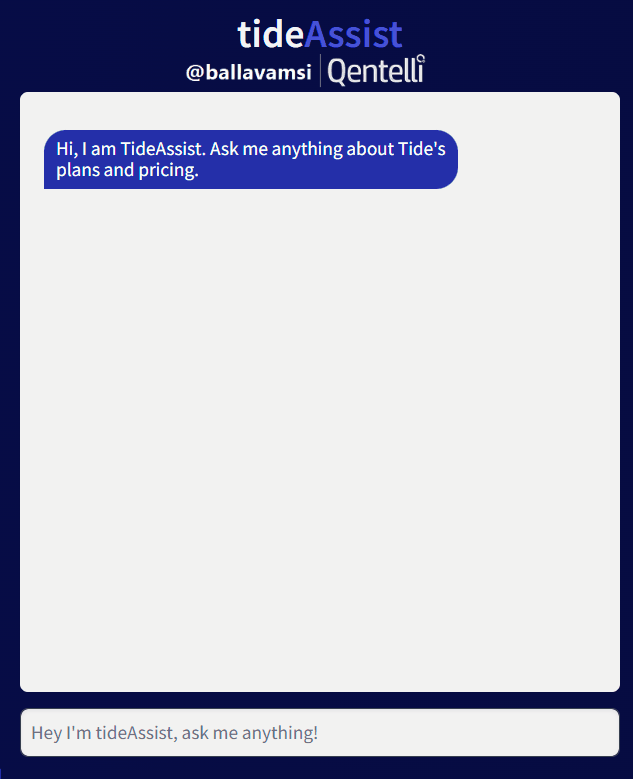 tideAssist
@ballavamsi Qentelli
Hi, I am TideAssist. Ask me anything about Tide's
plans and pricing.
Hey I'm tideAssist, ask me anything!